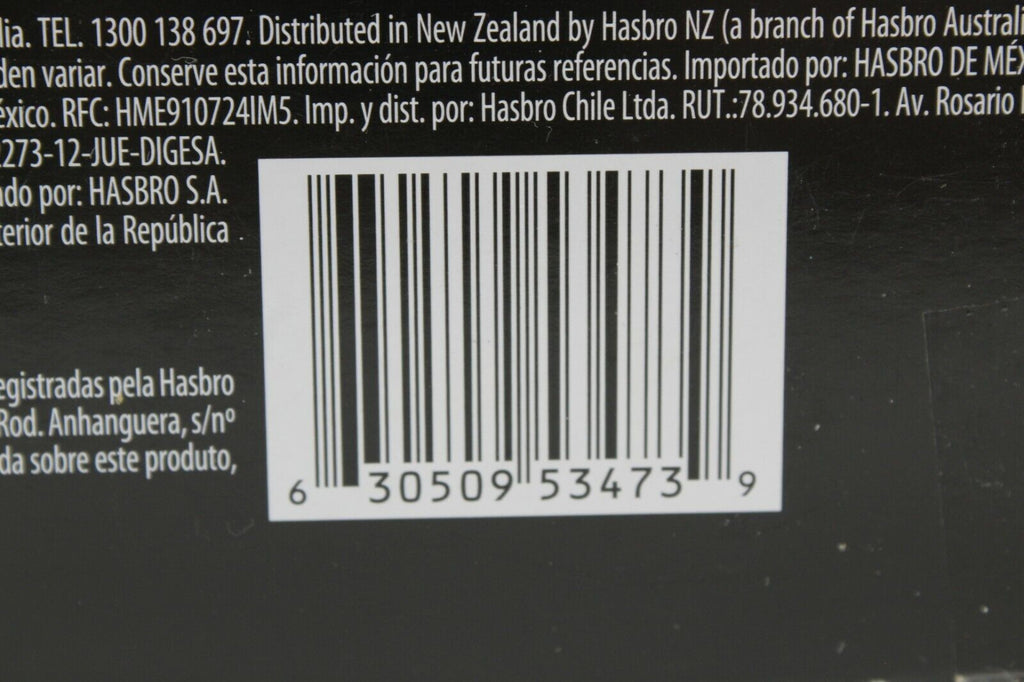 lia. TEL. 1300 138 697. Distributed in New Zealand by Hasbro NZ (a branch of Hasbro Australi
den variar. Conserve esta información para futuras referencias. Importado por: HASBRO DE MÉX
éxico. RFC: HME910724IM5. Imp. y dist. por: Hasbro Chile Ltda. RUT.:78.934.680-1. Av. Rosario
2273-12-JUE-DIGESA.
do por: HASBRO S.A.
terior de la República
egistradas pela Hasbro
Rod. Anhanguera, s/nº
da sobre este produto,
6 30509 53473 9